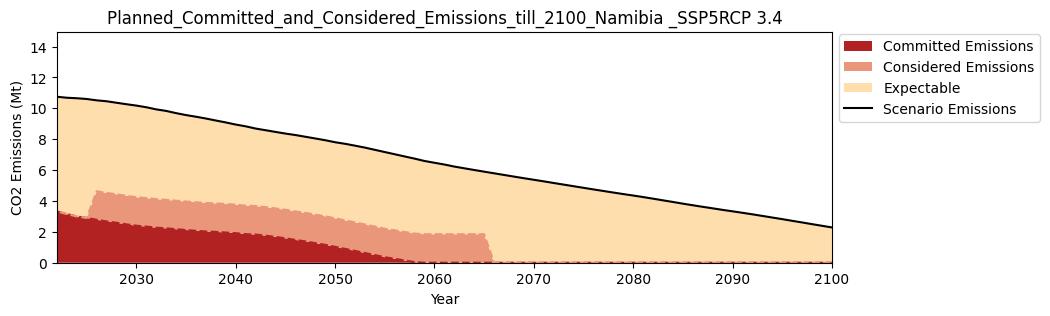 Planned_Committed_and_Considered_Emissions_till_2100_Namibia _SSP5RCP 3.4
14
12
10
8
6
4
2
0
CO2 Emissions (Mt)
2030
2040
2050
2060
2070
2080
2090
2100
Year
Committed Emissions
Considered Emissions
Expectable
Scenario Emissions